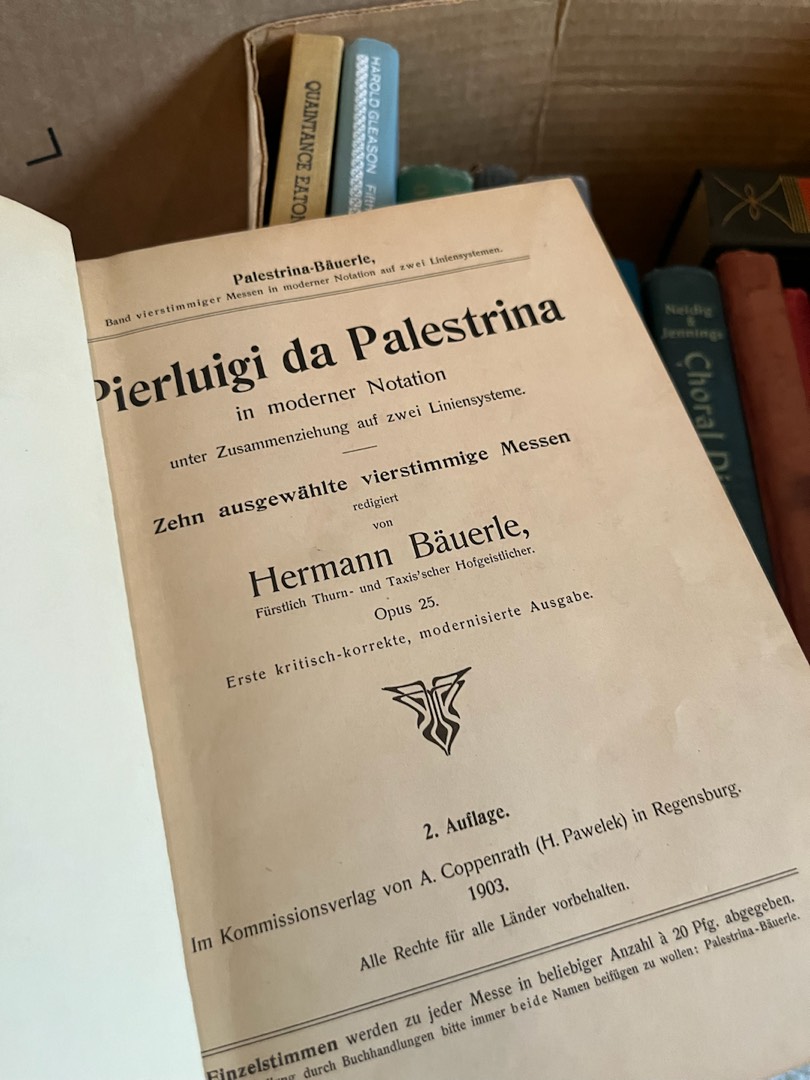 QUAINTANCE EATON
HAROLD GLEASON
Neidig
&
Jennings
Choral
Palestrina-Bäuerle,
Band vierstimmiger Messen in moderner Notation auf zwei Liniensystemen.
Pierluigi da Palestrina
in moderner Notation
unter Zusammenziehung auf zwei Liniensysteme.
Zehn ausgewählte vierstimmige Messen
redigiert
von
Hermann Bäuerle,
Fürstlich Thurn- und Taxis'scher Hofgeistlicher.
Opus 25.
Erste kritisch-korrekte, modernisierte Ausgabe.
2. Auflage.
Im Kommissionsverlag von A. Coppenrath (H. Pawelek) in Regensburg.
1903.
Alle Rechte für alle Länder vorbehalten.
Einzelstimmen werden zu jeder Messe in beliebiger Anzahl à 20 Pfg. abgegeben.
durch Buchhandlungen bitte immer beide Namen beifügen zu wollen: Palestrina-Bäuerle.